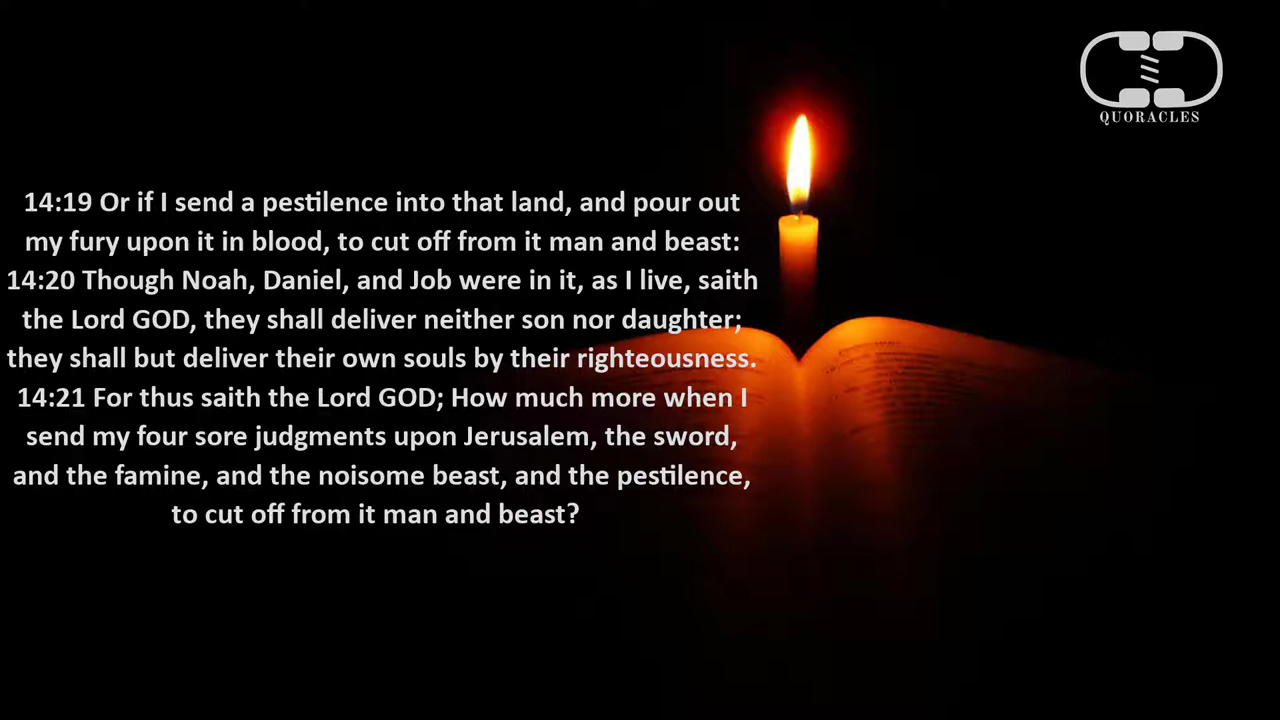 QUORACLES
14:19 Or if I send a pestilence into that land, and pour out
my fury upon it in blood, to cut off from it man and beast:
14:20 Though Noah, Daniel, and Job were in it, as I live, saith
the Lord GOD, they shall deliver neither son nor daughter;
they shall but deliver their own souls by their righteousness.
14:21 For thus saith the Lord GOD; How much more when I
send my four sore judgments upon Jerusalem, the sword,
and the famine, and the noisome beast, and the pestilence,
to cut off from it man and beast?